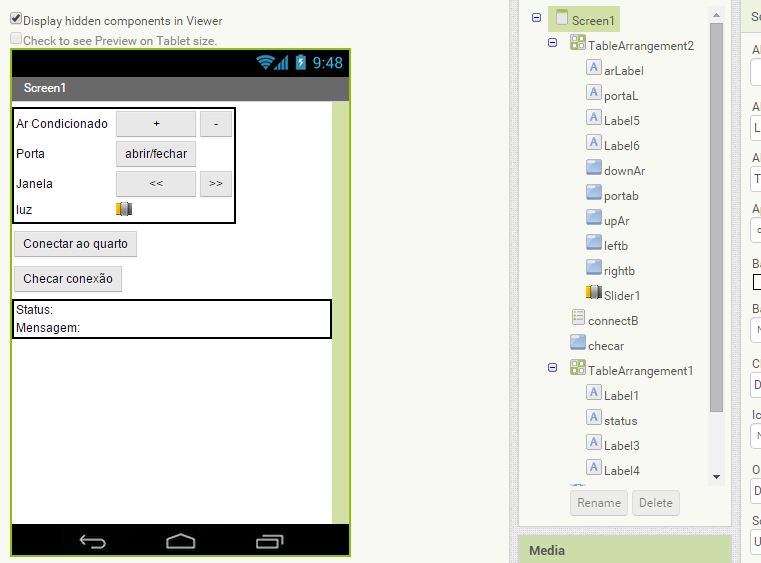 Display hidden components in Viewer
Check to see Preview on Tablet size.
9:48
Screen1
Ar Condicionado + -
Porta abrir/fechar
Janela << >>
luz
Conectar ao quarto
Checar conexão
Status:
Mensagem:
Screen1
TableArrangement2
A arLabel
A portaL
A Label5
A Label6
downAr
portab
upAr
leftb
rightb
Slider1
connectB
checar
TableArrangement1
A Label1
A status
A Label3
A Label4
Rename Delete
Media